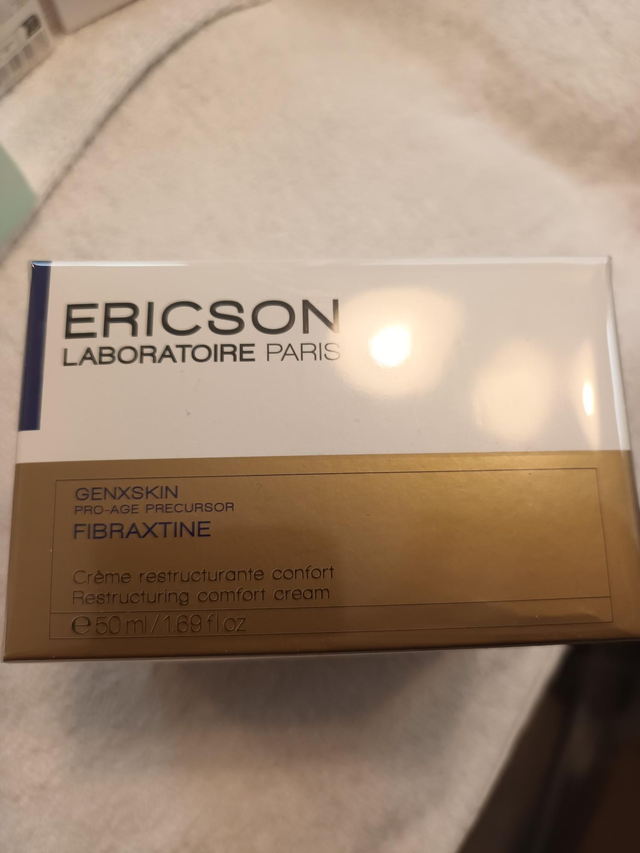 ERICSON
LABORATOIRE PARIS
GENXSKIN
PRO-AGE PRECURSOR
FIBRAXTINE
Crème restructurante confort
Restructuring comfort cream
℮ 50 ml / 1.69 fl.oz